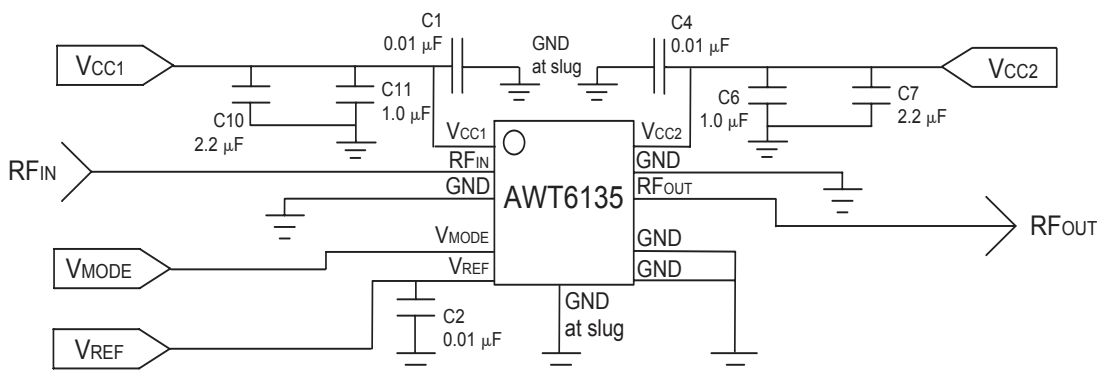 C1
0.01 µF
C4
0.01 µF
GND
at slug
VCC1
VCC2
C10
2.2 µF
C11
1.0 µF
C6
1.0 µF
C7
2.2 µF
VCC1
VCC2
RFIN
RFIN
GND
GND
RFOUT
AWT6135
RFOUT
VMODE
VMODE
GND
VREF
GND
C2
0.01 µF
GND
at slug
VREF